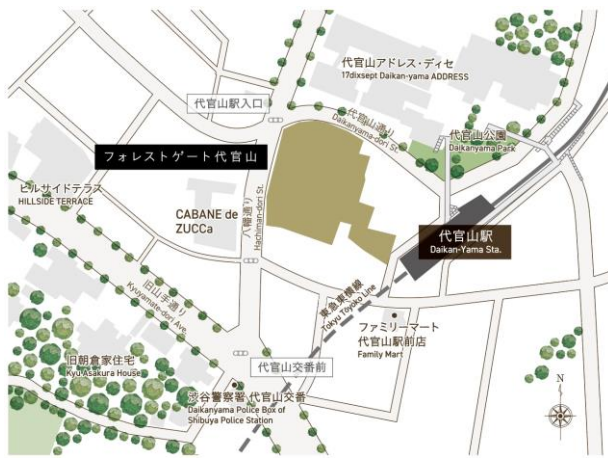 代官山アドレス・ディセ
17dixsept Daikan-yama ADDRESS
代官山駅入口
代官山通り
Daikanyama-dori St.
代官山公園
Daikanyama Park
フォレストゲート代官山
ヒルサイドテラス
HILLSIDE TERRACE
CABANE de
ZUCCa
八幡通り
Hachiman-dori St.
代官山駅
Daikan-Yama Sta.
旧山手通り
Kyuyamate-dori Ave.
東急東横線
Tokyu Toyoko Line
ファミリーマート
代官山駅前店
Family Mart
旧朝倉家住宅
Kyu Asakura House
代官山交番前
渋谷警察署 代官山交番
Daikanyama Police Box of
Shibuya Police Station
N